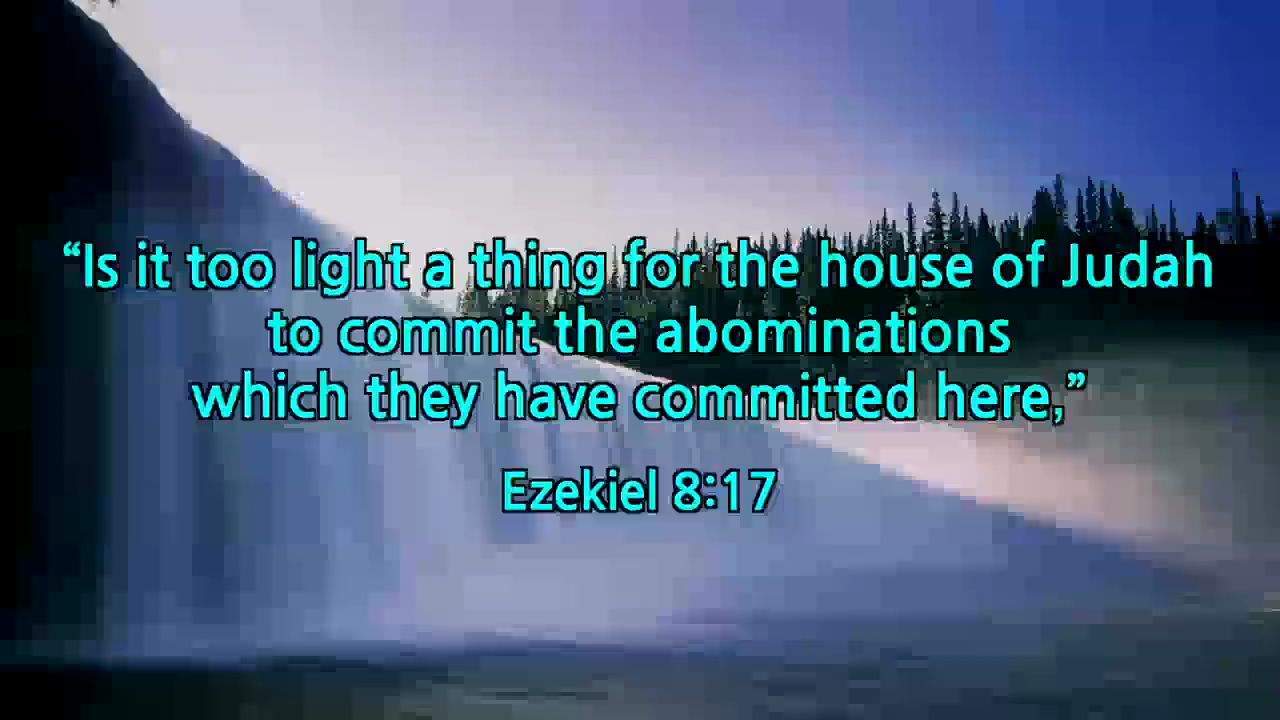 “Is it too light a thing for the house of Judah
to commit the abominations
which they have committed here,”
Ezekiel 8:17